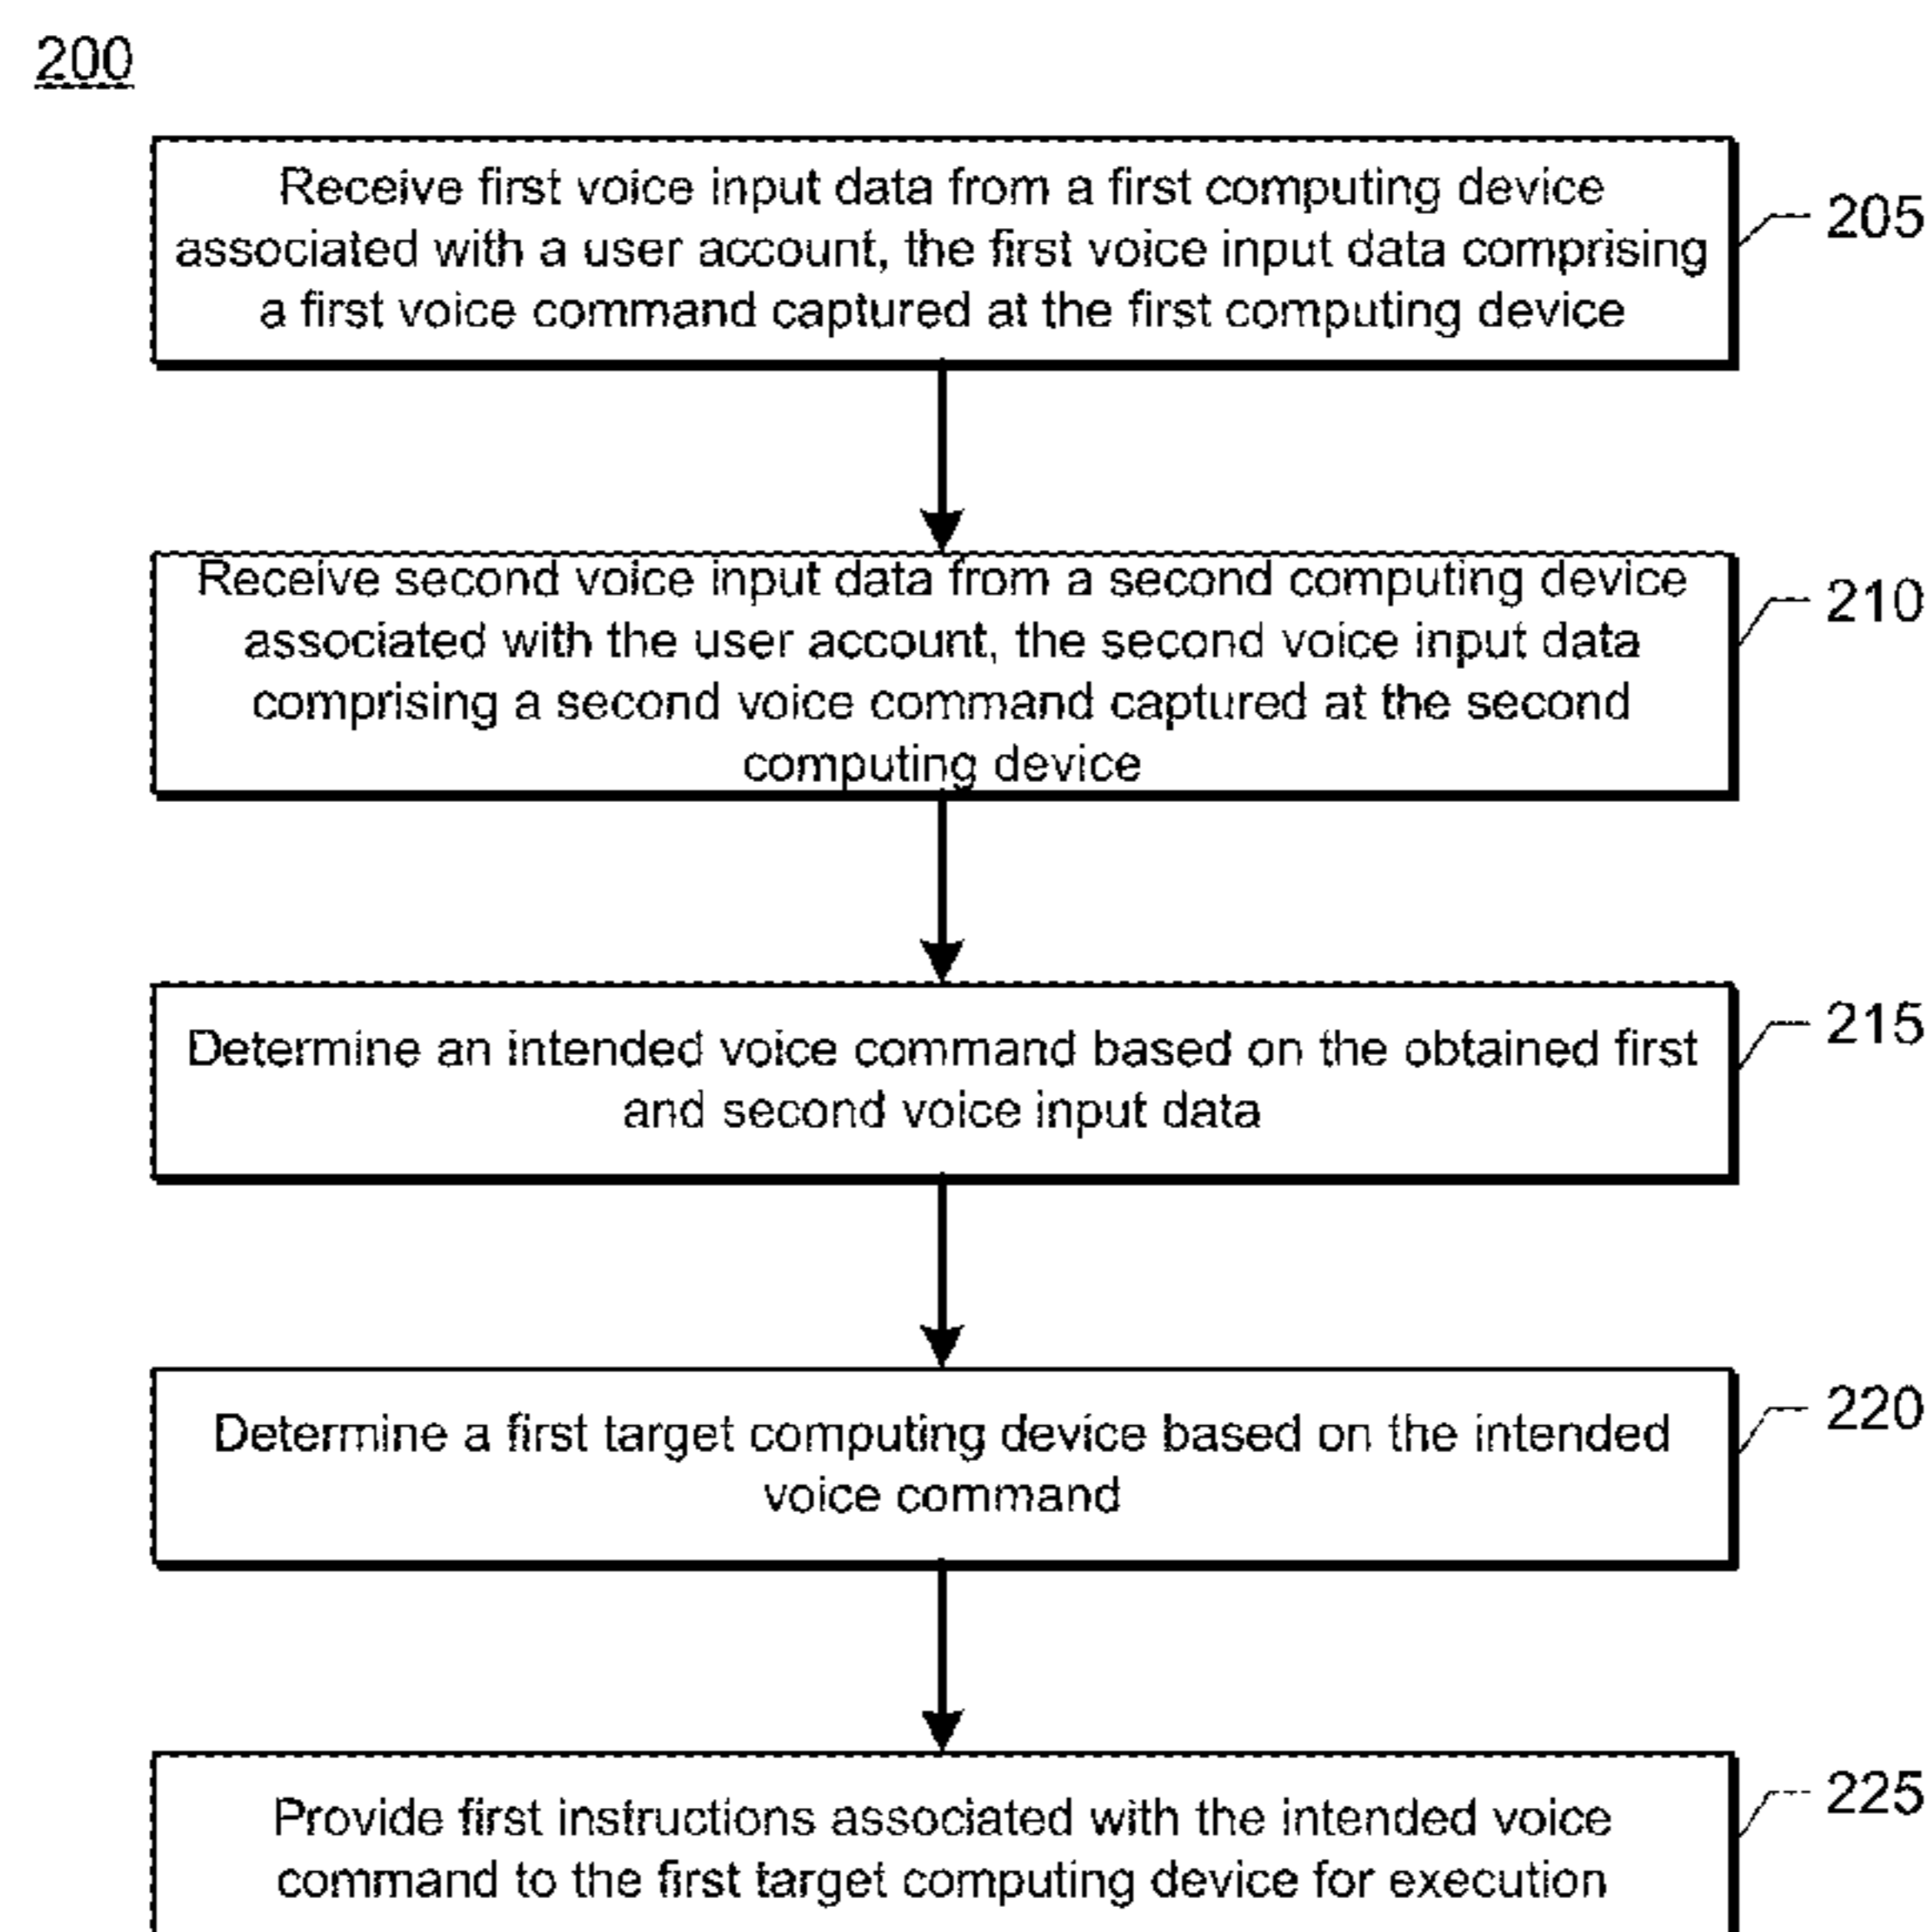 200
Receive first voice input data from a first computing device
associated with a user account, the first voice input data comprising
a first voice command captured at the first computing device
205
Receive second voice input data from a second computing device
associated with the user account, the second voice input data
comprising a second voice command captured at the second
computing device
210
Determine an intended voice command based on the obtained first
and second voice input data
215
Determine a first target computing device based on the intended
voice command
220
Provide first instructions associated with the intended voice
command to the first target computing device for execution
225